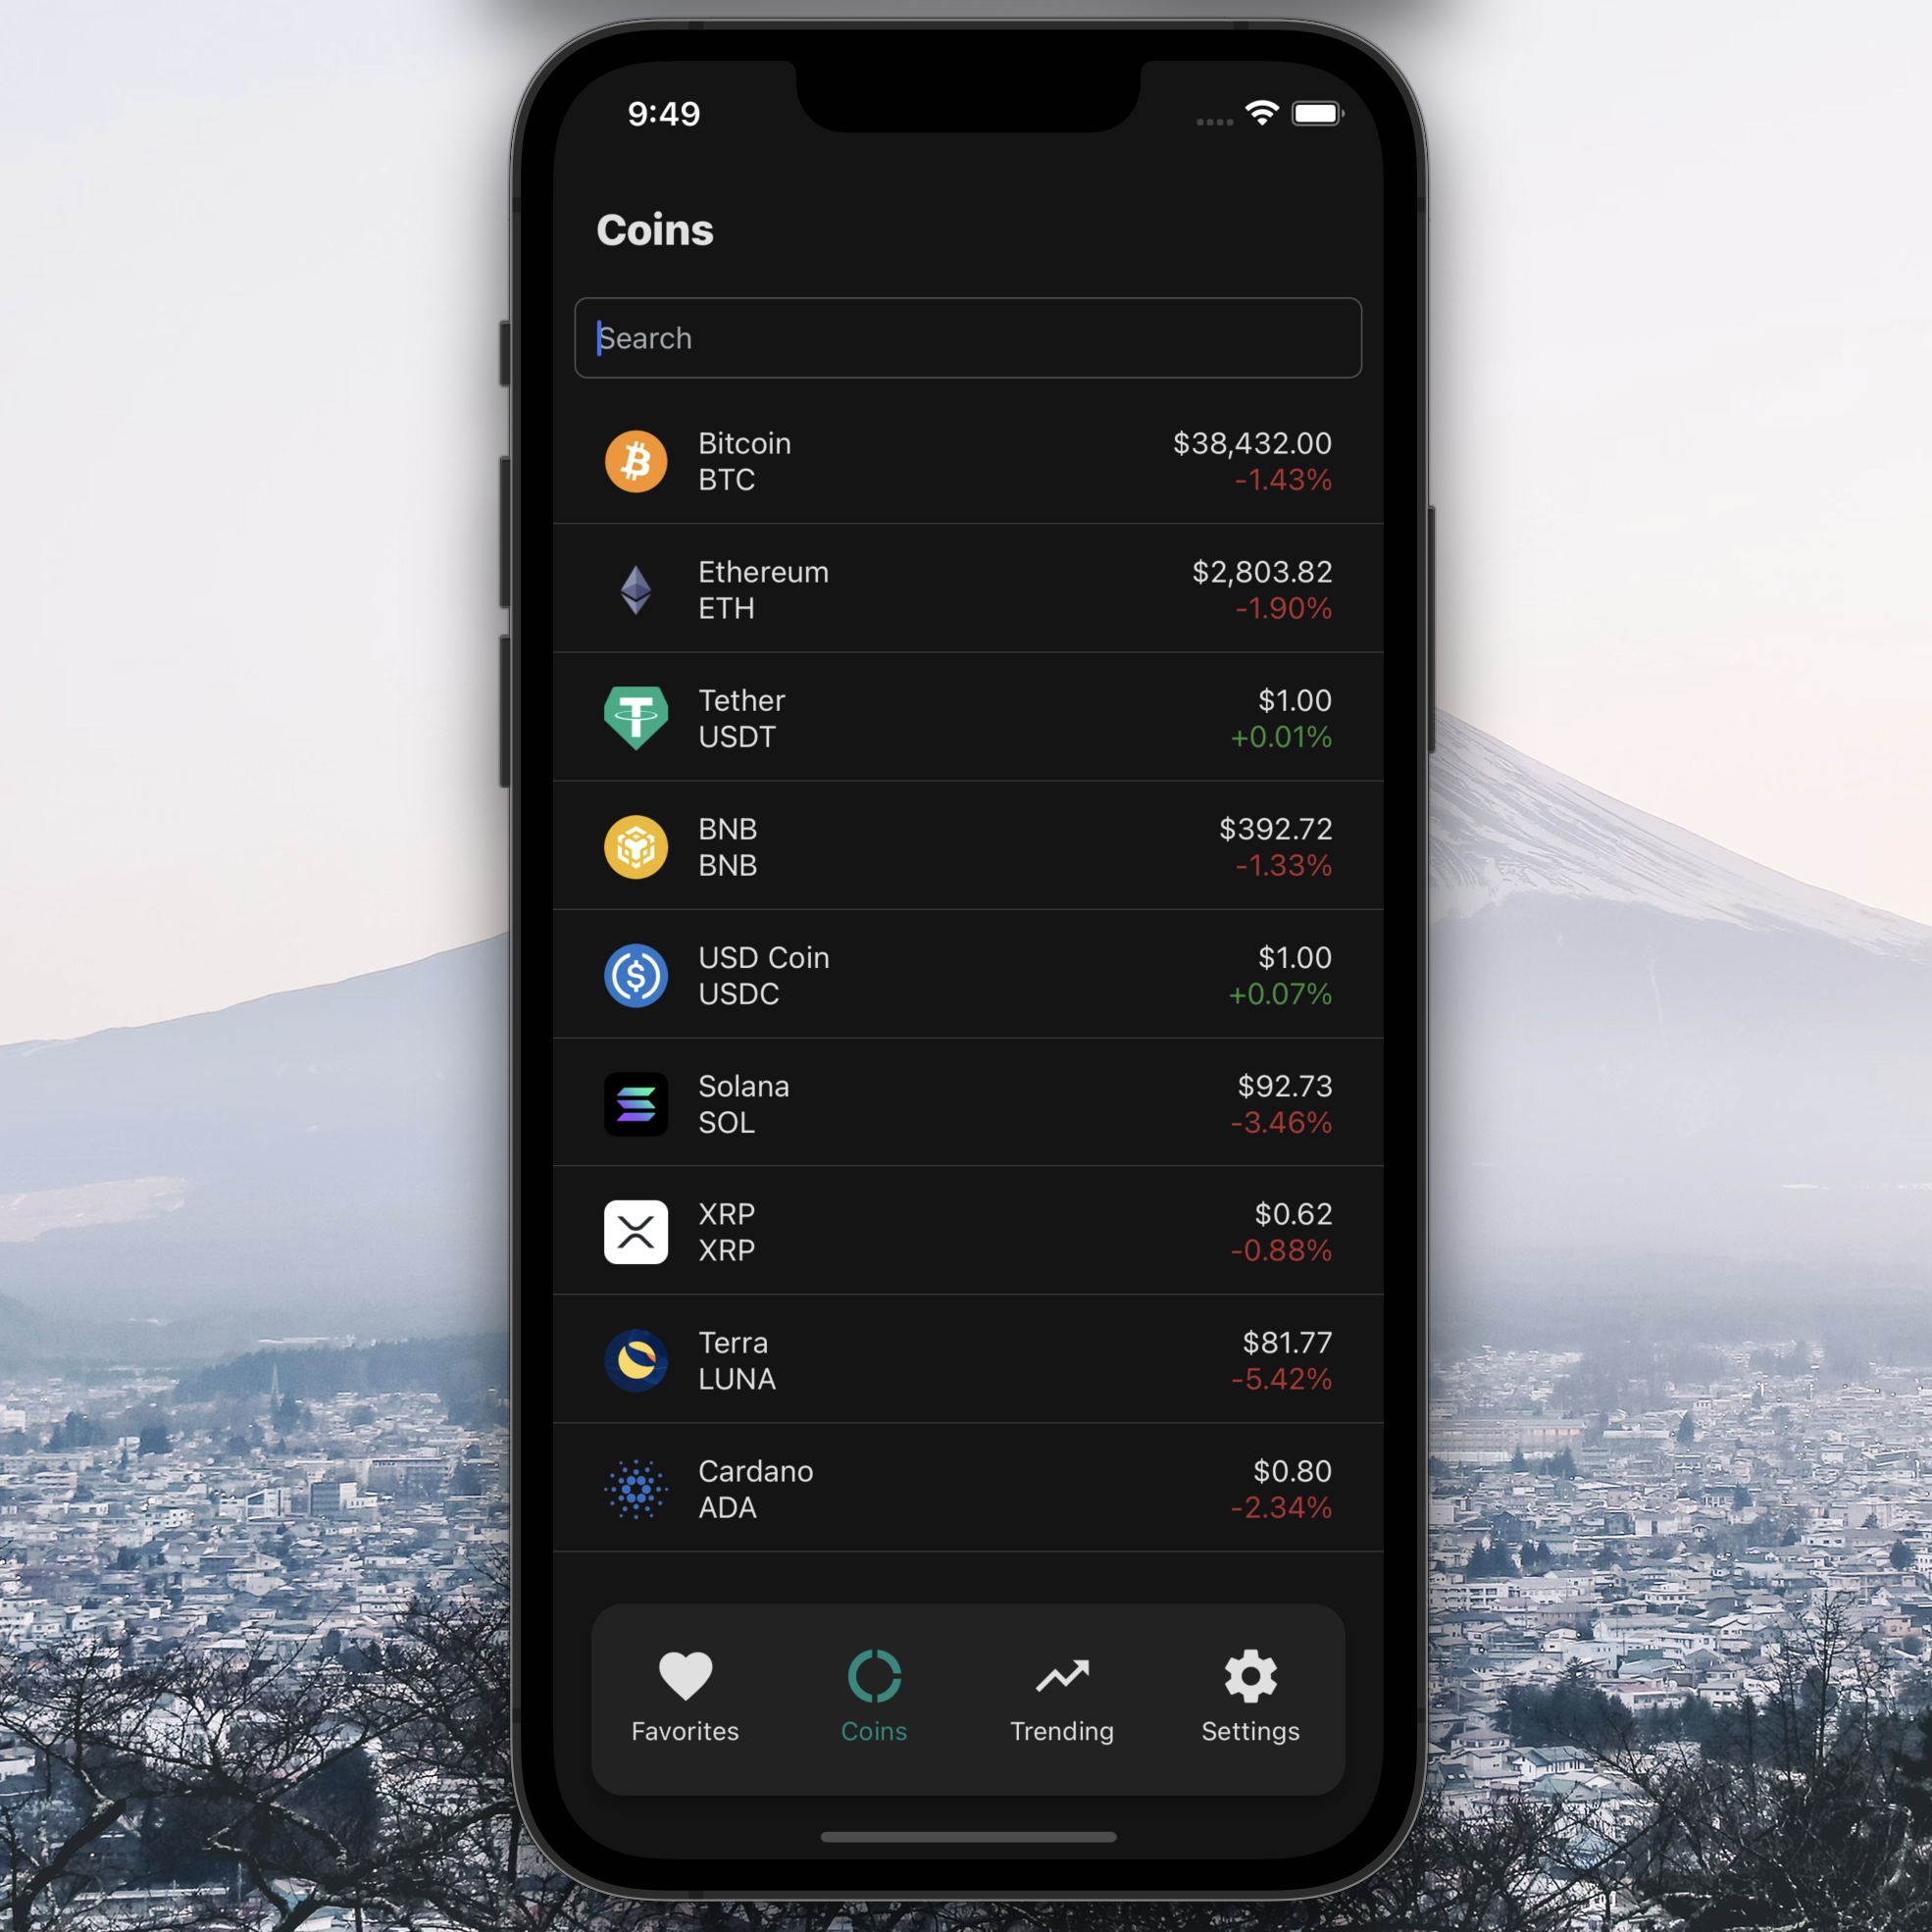 9:49
Coins
Search
Bitcoin $38,432.00
BTC -1.43%
Ethereum $2,803.82
ETH -1.90%
Tether $1.00
USDT +0.01%
BNB $392.72
BNB -1.33%
USD Coin $1.00
USDC +0.07%
Solana $92.73
SOL -3.46%
XRP $0.62
XRP -0.88%
Terra $81.77
LUNA -5.42%
Cardano $0.80
ADA -2.34%
Favorites Coins Trending Settings